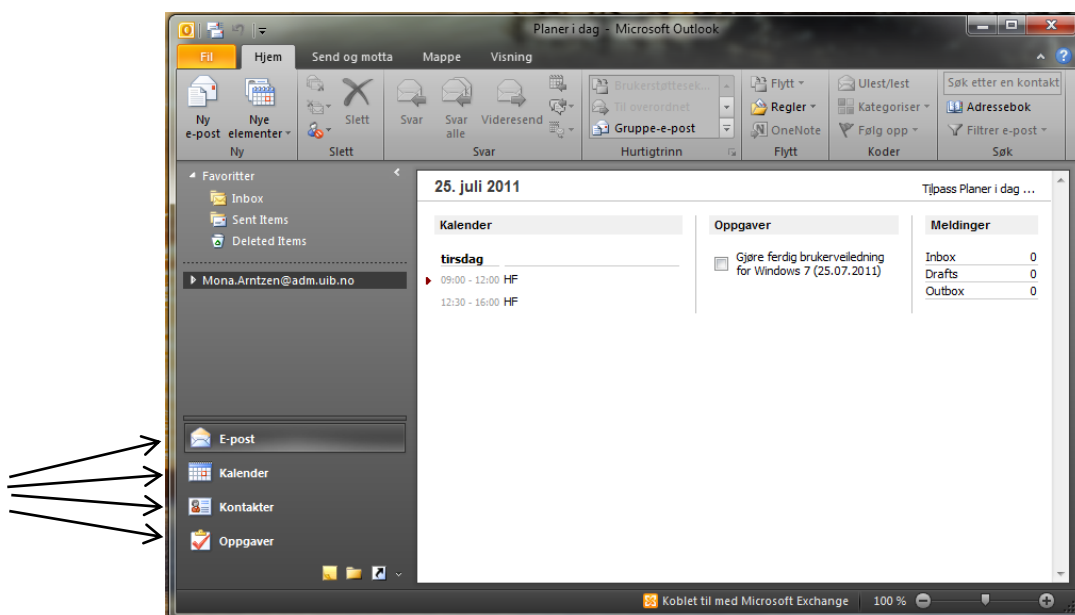 Planer i dag - Microsoft Outlook
Fil Hjem Send og motta Mappe Visning
Ny e-post
Nye elementer
Ny
Slett
Slett
Svar
Svar alle
Videresend
Svar
Brukerstøttesek...
Til overordnet
Gruppe-e-post
Hurtigtrinn
Flytt
Regler
OneNote
Flytt
Ulest/lest
Kategoriser
Følg opp
Koder
Søk etter en kontakt
Adressebok
Filtrer e-post
Søk
Favoritter
Inbox
Sent Items
Deleted Items
Mona.Arntzen@adm.uib.no
E-post
Kalender
Kontakter
Oppgaver
25. juli 2011
Tilpass Planer i dag ...
Kalender
tirsdag
09:00 - 12:00 HF
12:30 - 16:00 HF
Oppgaver
Gjøre ferdig brukerveiledning
for Windows 7 (25.07.2011)
Meldinger
Inbox 0
Drafts 0
Outbox 0
Koblet til med Microsoft Exchange 100 %